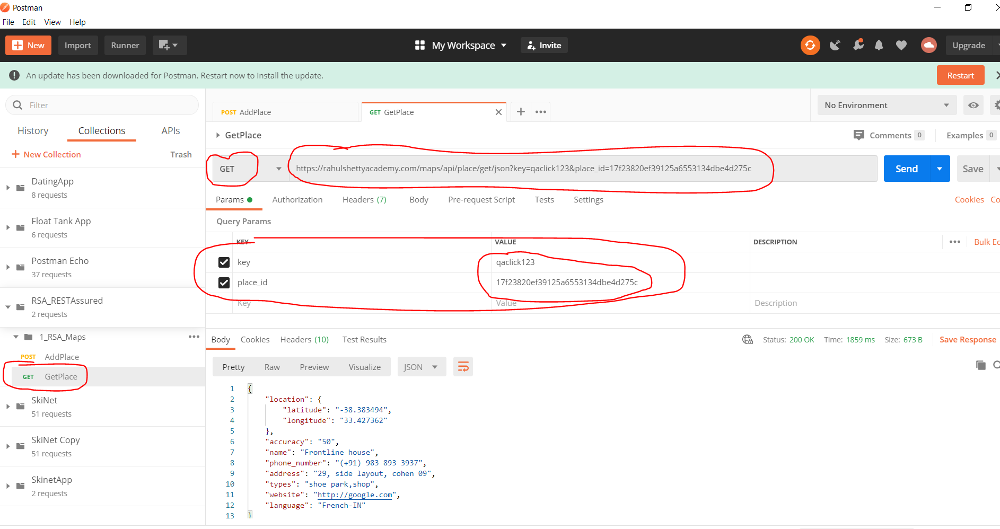 Postman
File Edit View Help
New Import Runner My Workspace Invite Upgrade
An update has been downloaded for Postman. Restart now to install the update. Restart
Filter
POST AddPlace GET GetPlace No Environment
History Collections APIs
GetPlace Comments 0 Examples 0
New Collection Trash
GET https://rahulshettyacademy.com/maps/api/place/get/json?key=qaclick123&place_id=17f23820ef39125a6553134dbe4d275c Send Save
DatingApp
8 requests
Params Authorization Headers (7) Body Pre-request Script Tests Settings Cookies Co
Float Tank App
6 requests
Query Params
KEY VALUE DESCRIPTION Bulk Ed
key qaclick123
place_id 17f23820ef39125a6553134dbe4d275c
Key Value Description
Postman Echo
37 requests
RSA_RESTAssured
2 requests
1_RSA_Maps
POST AddPlace
GET GetPlace
SkiNet
51 requests
SkiNet Copy
51 requests
SkinetApp
2 requests
Body Cookies Headers (10) Test Results Status: 200 OK Time: 1859 ms Size: 673 B Save Response
Pretty Raw Preview Visualize JSON
1 {
2 "location": {
3 "latitude": "-38.383494",
4 "longitude": "33.427362"
5 },
6 "accuracy": "50",
7 "name": "Frontline house",
8 "phone_number": "(+91) 983 893 3937",
9 "address": "29, side layout, cohen 09",
10 "types": "shoe park,shop",
11 "website": "http://google.com",
12 "language": "French-IN"
13 }